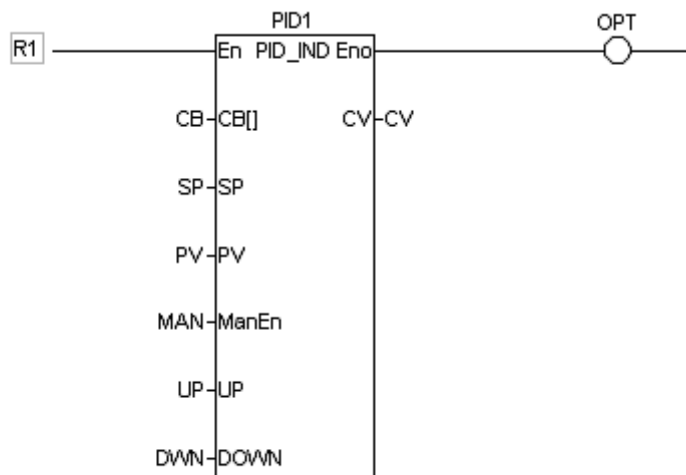 PID1
OPT
R1
En PID_IND Eno
CB CB[] CV CV
SP SP
PV PV
MAN ManEn
UP UP
DWN DOWN